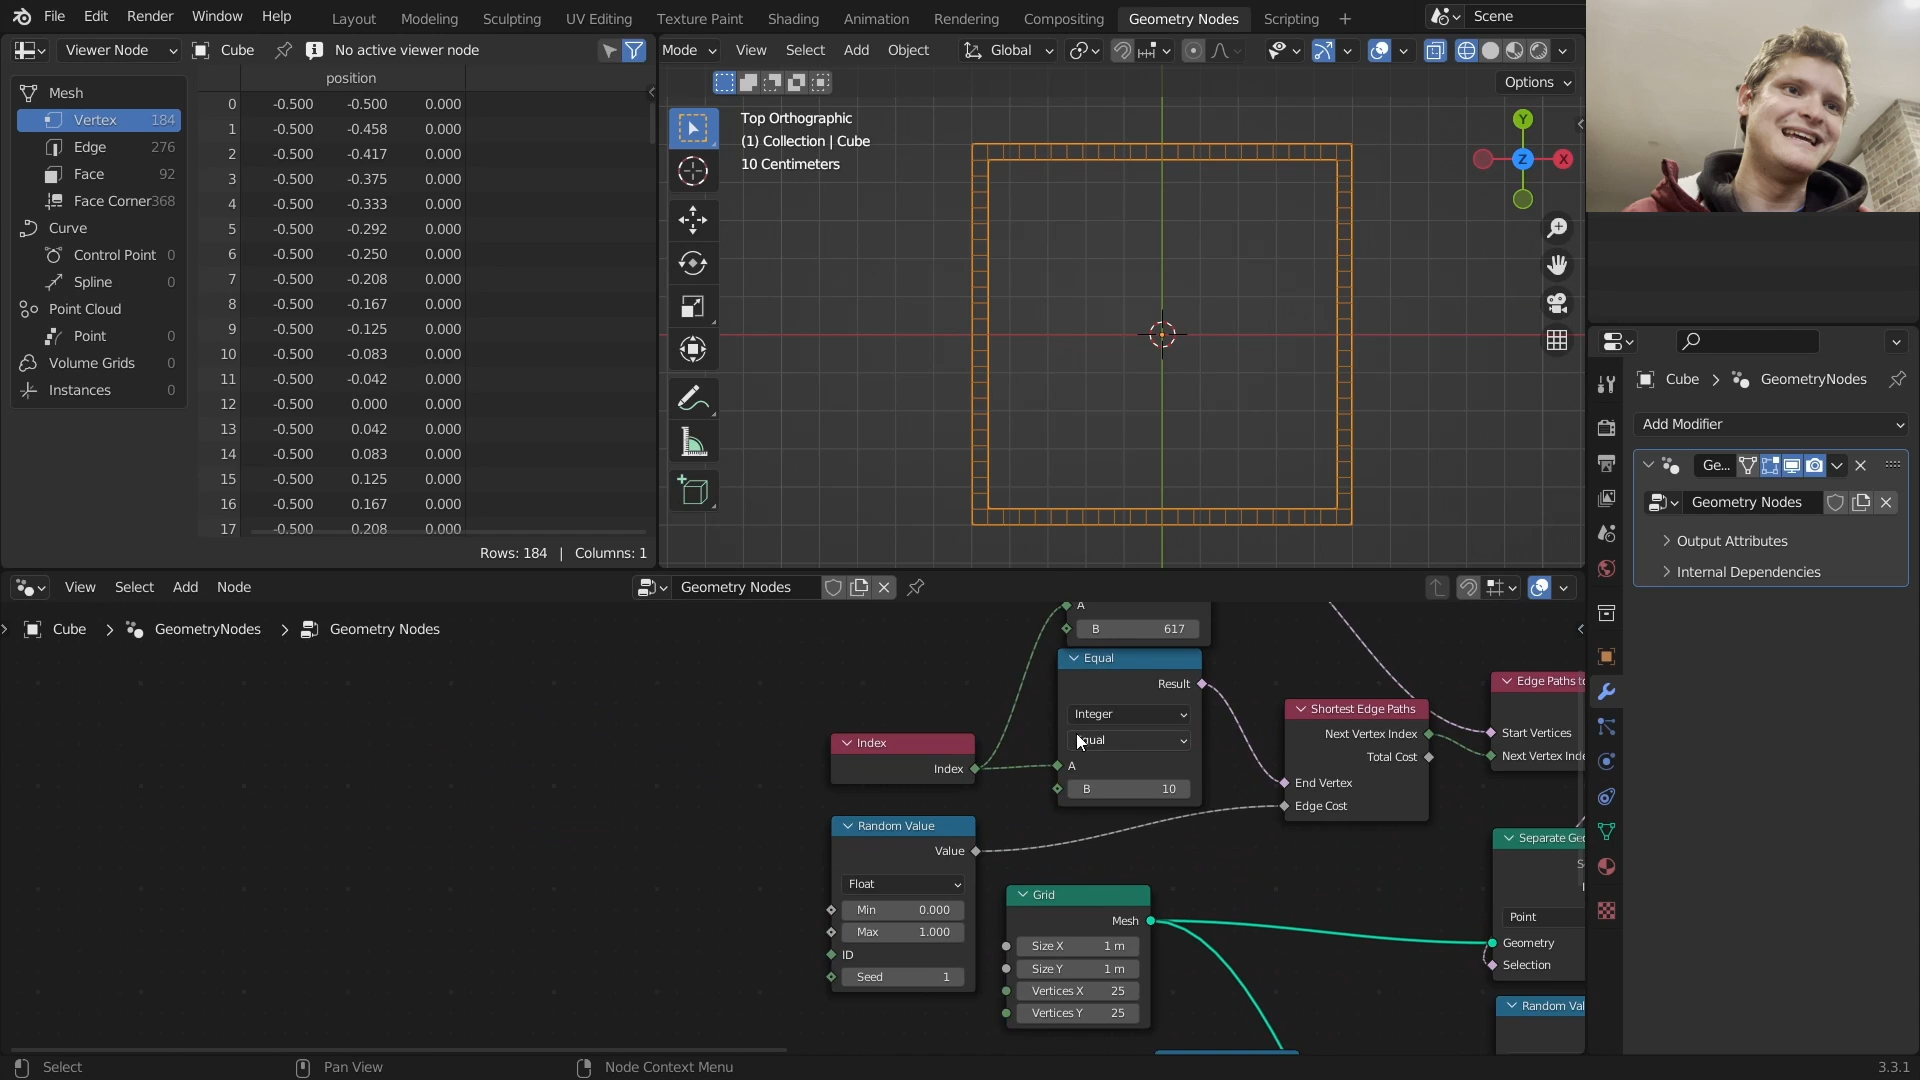 File Edit Render Window Help
Layout Modeling Sculpting UV Editing Texture Paint Shading Animation Rendering Compositing Geometry Nodes Scripting + Scene
Viewer Node Cube No active viewer node
Mode View Select Add Object Global
Options
position
Mesh
Vertex 184
Edge 276
Face 92
Face Corner 368
Curve
Control Point 0
Spline 0
Point Cloud
Point 0
Volume Grids 0
Instances 0
0 -0.500 -0.500 0.000
1 -0.500 -0.458 0.000
2 -0.500 -0.417 0.000
3 -0.500 -0.375 0.000
4 -0.500 -0.333 0.000
5 -0.500 -0.292 0.000
6 -0.500 -0.250 0.000
7 -0.500 -0.208 0.000
8 -0.500 -0.167 0.000
9 -0.500 -0.125 0.000
10 -0.500 -0.083 0.000
11 -0.500 -0.042 0.000
12 -0.500 0.000 0.000
13 -0.500 0.042 0.000
14 -0.500 0.083 0.000
15 -0.500 0.125 0.000
16 -0.500 0.167 0.000
17 -0.500 0.208 0.000
Rows: 184 | Columns: 1
Top Orthographic
(1) Collection | Cube
10 Centimeters
Y
Z
X
Cube > GeometryNodes
Add Modifier
Ge...
Geometry Nodes
Output Attributes
Internal Dependencies
View Select Add Node
Geometry Nodes
Cube > GeometryNodes > Geometry Nodes
A
B 617
Equal
Result
Integer
A
B 10
Index
Index
Random Value
Value
Float
Min 0.000
Max 1.000
ID
Seed 1
Grid
Mesh
Size X 1 m
Size Y 1 m
Vertices X 25
Vertices Y 25
Shortest Edge Paths
Next Vertex Index
Total Cost
End Vertex
Edge Cost
Edge Paths to
Start Vertices
Next Vertex Inde
Separate Geo
Point
Geometry
Selection
Random Val
Select
Pan View
Node Context Menu
3.3.1